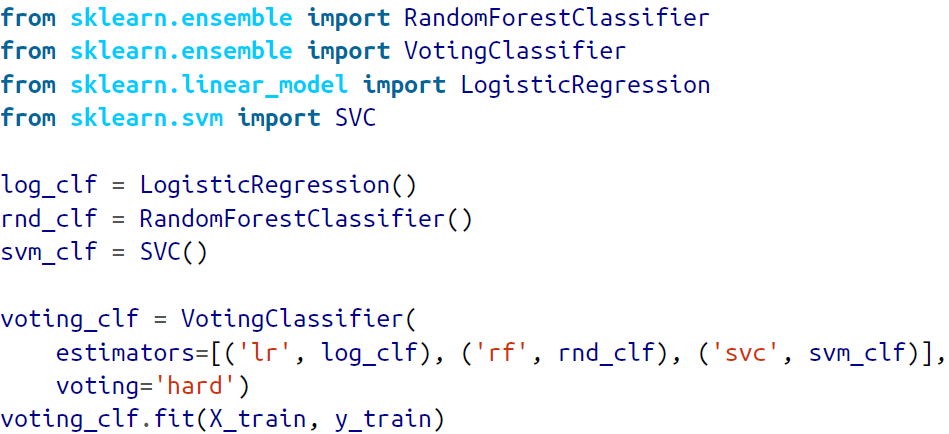 from sklearn.ensemble import RandomForestClassifier
from sklearn.ensemble import VotingClassifier
from sklearn.linear_model import LogisticRegression
from sklearn.svm import SVC

log_clf = LogisticRegression()
rnd_clf = RandomForestClassifier()
svm_clf = SVC()

voting_clf = VotingClassifier(
    estimators=[('lr', log_clf), ('rf', rnd_clf), ('svc', svm_clf)],
    voting='hard')
voting_clf.fit(X_train, y_train)